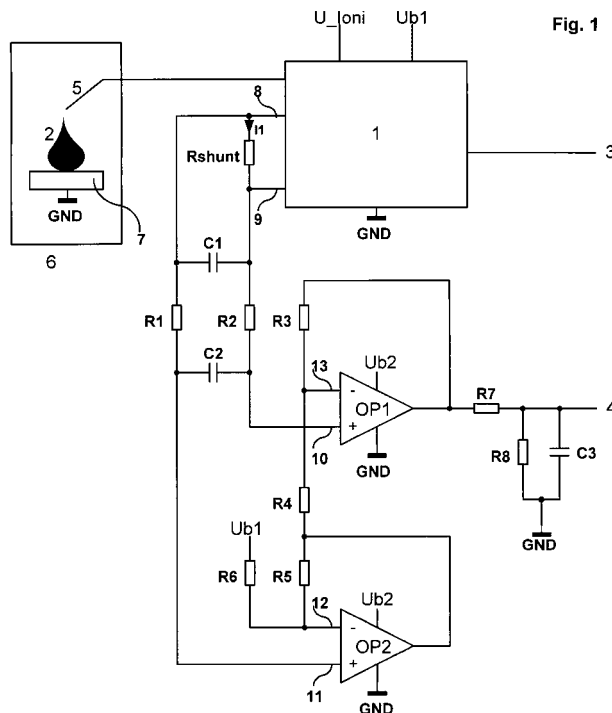 U_Ioni Ub1 Fig. 1
5
8
2 I1 1 3
Rshunt
GND 9
7 GND
6 C1
R1 R2 R3
C2 Ub2
13
- R7
OP1 4
+ R8 C3
10
GND
R4
Ub1 GND
R6 R5 Ub2
12
-
OP2
+
11
GND